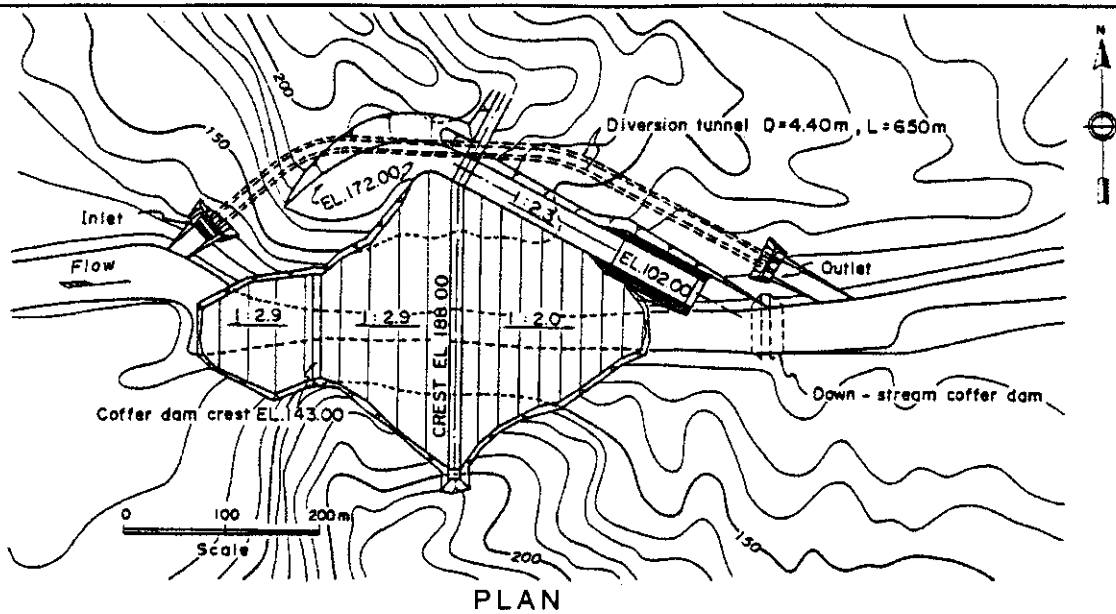 N
200
150
Diversion tunnel D=4.40m, L=650m
EL.172.00
Inlet
1:2.3
Flow
EL.102.00
Outlet
1:2.9
1:2.9
1:2.0
CREST EL 188.00
Down-stream coffer dam
Coffer dam crest EL.143.00
0 100 200m
Scale
150
200
PLAN